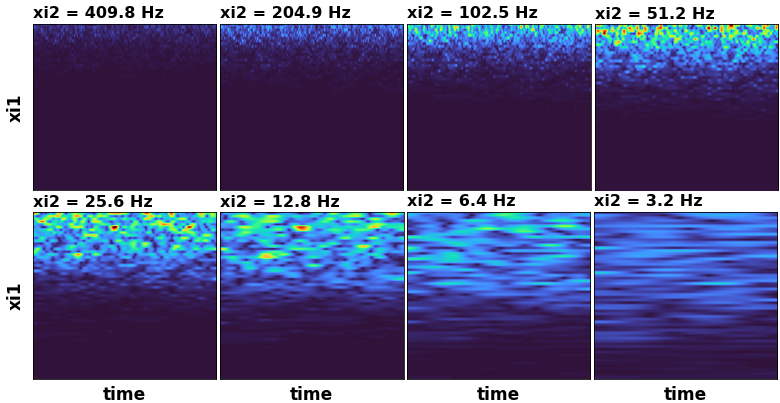 xi2 = 409.8 Hz
xi2 = 204.9 Hz
xi2 = 102.5 Hz
xi2 = 51.2 Hz
xi1
xi2 = 25.6 Hz
xi2 = 12.8 Hz
xi2 = 6.4 Hz
xi2 = 3.2 Hz
xi1
time
time
time
time